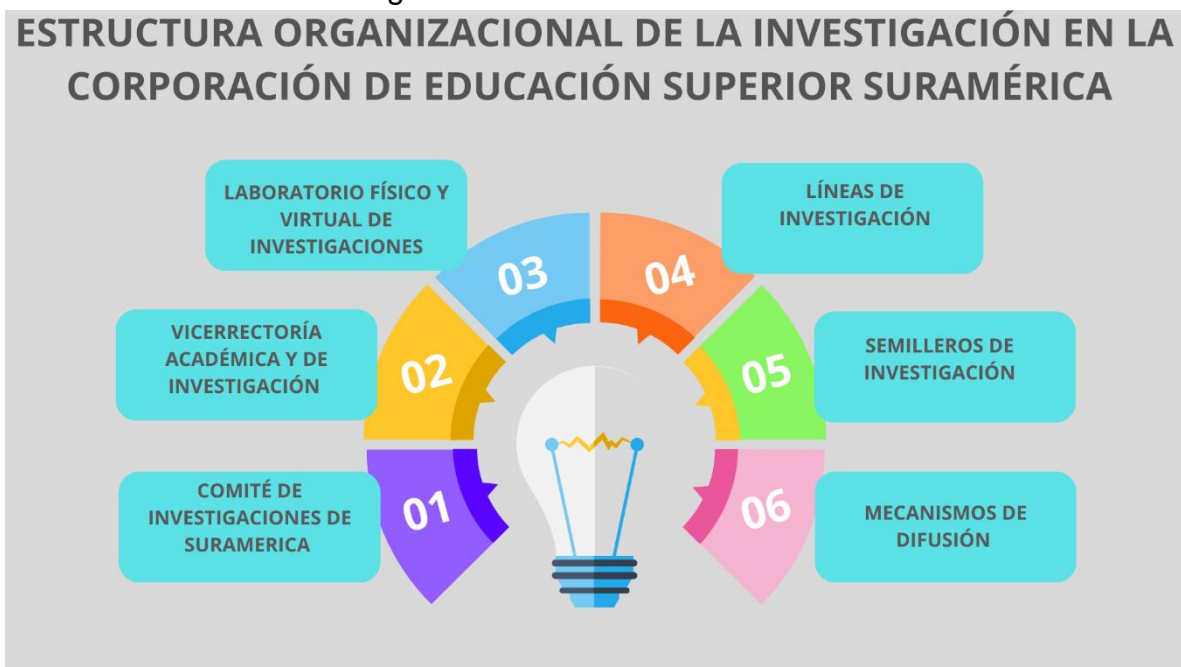 ESTRUCTURA ORGANIZACIONAL DE LA INVESTIGACIÓN EN LA
CORPORACIÓN DE EDUCACIÓN SUPERIOR SURAMÉRICA
01
COMITÉ DE
INVESTIGACIONES DE
SURAMERICA
02
VICERRECTORÍA
ACADÉMICA Y DE
INVESTIGACIÓN
03
LABORATORIO FÍSICO Y
VIRTUAL DE
INVESTIGACIONES
04
LÍNEAS DE
INVESTIGACIÓN
05
SEMILLEROS DE
INVESTIGACIÓN
06
MECANISMOS DE
DIFUSIÓN